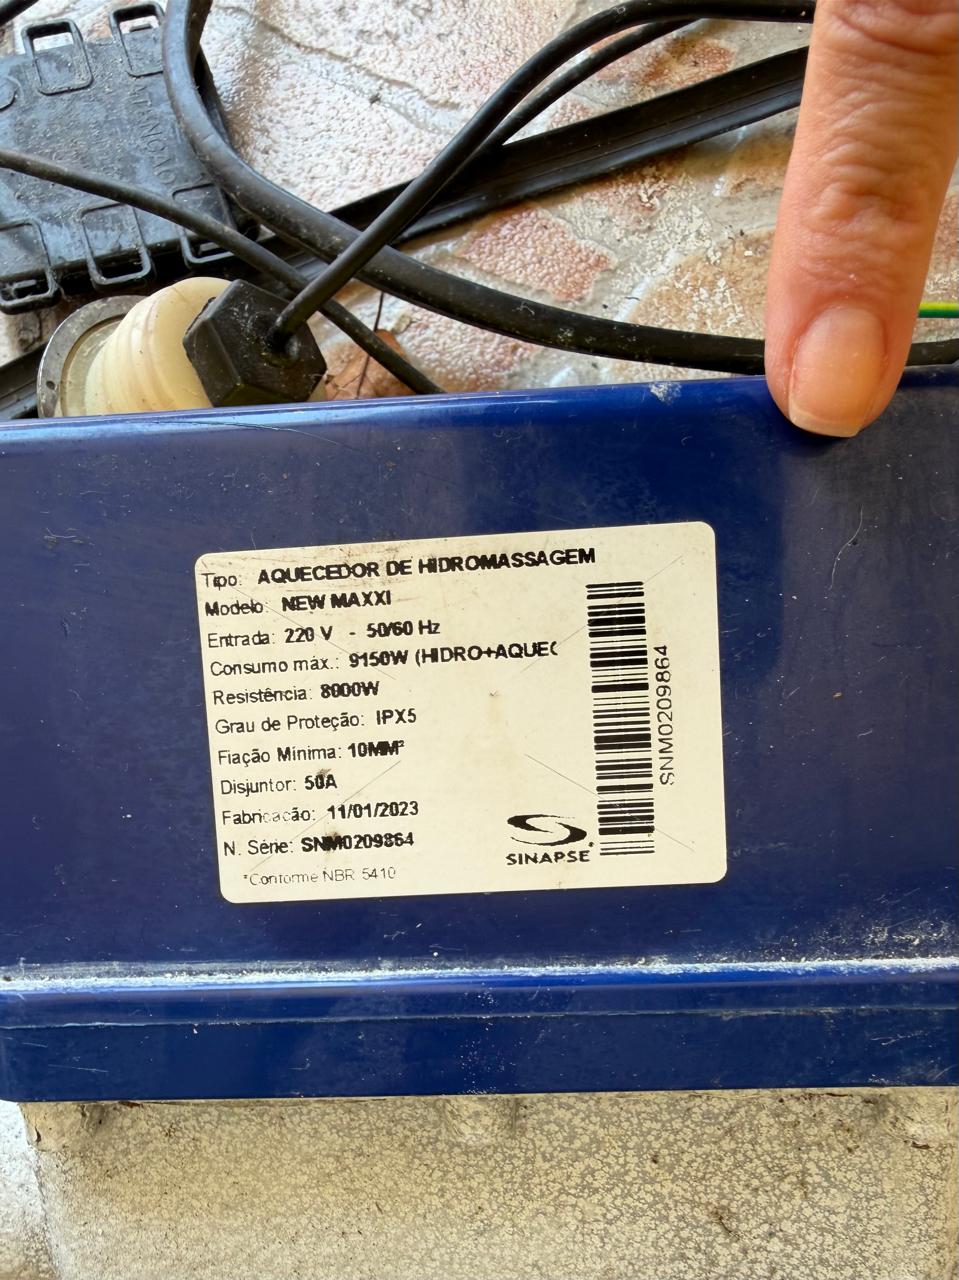 Tipo: AQUECEDOR DE HIDROMASSAGEM
Modelo: NEW MAXXI
Entrada: 220 V - 50/60 Hz
Consumo máx.: 9150W (HIDRO+AQUEC
Resistência: 8000W
Grau de Proteção: IPX5
Fiação Mínima: 10MM²
Disjuntor: 50A
Fabricação: 11/01/2023
N. Série: SNM0209864
*Conforme NBR 5410
SINAPSE
SNM0209864